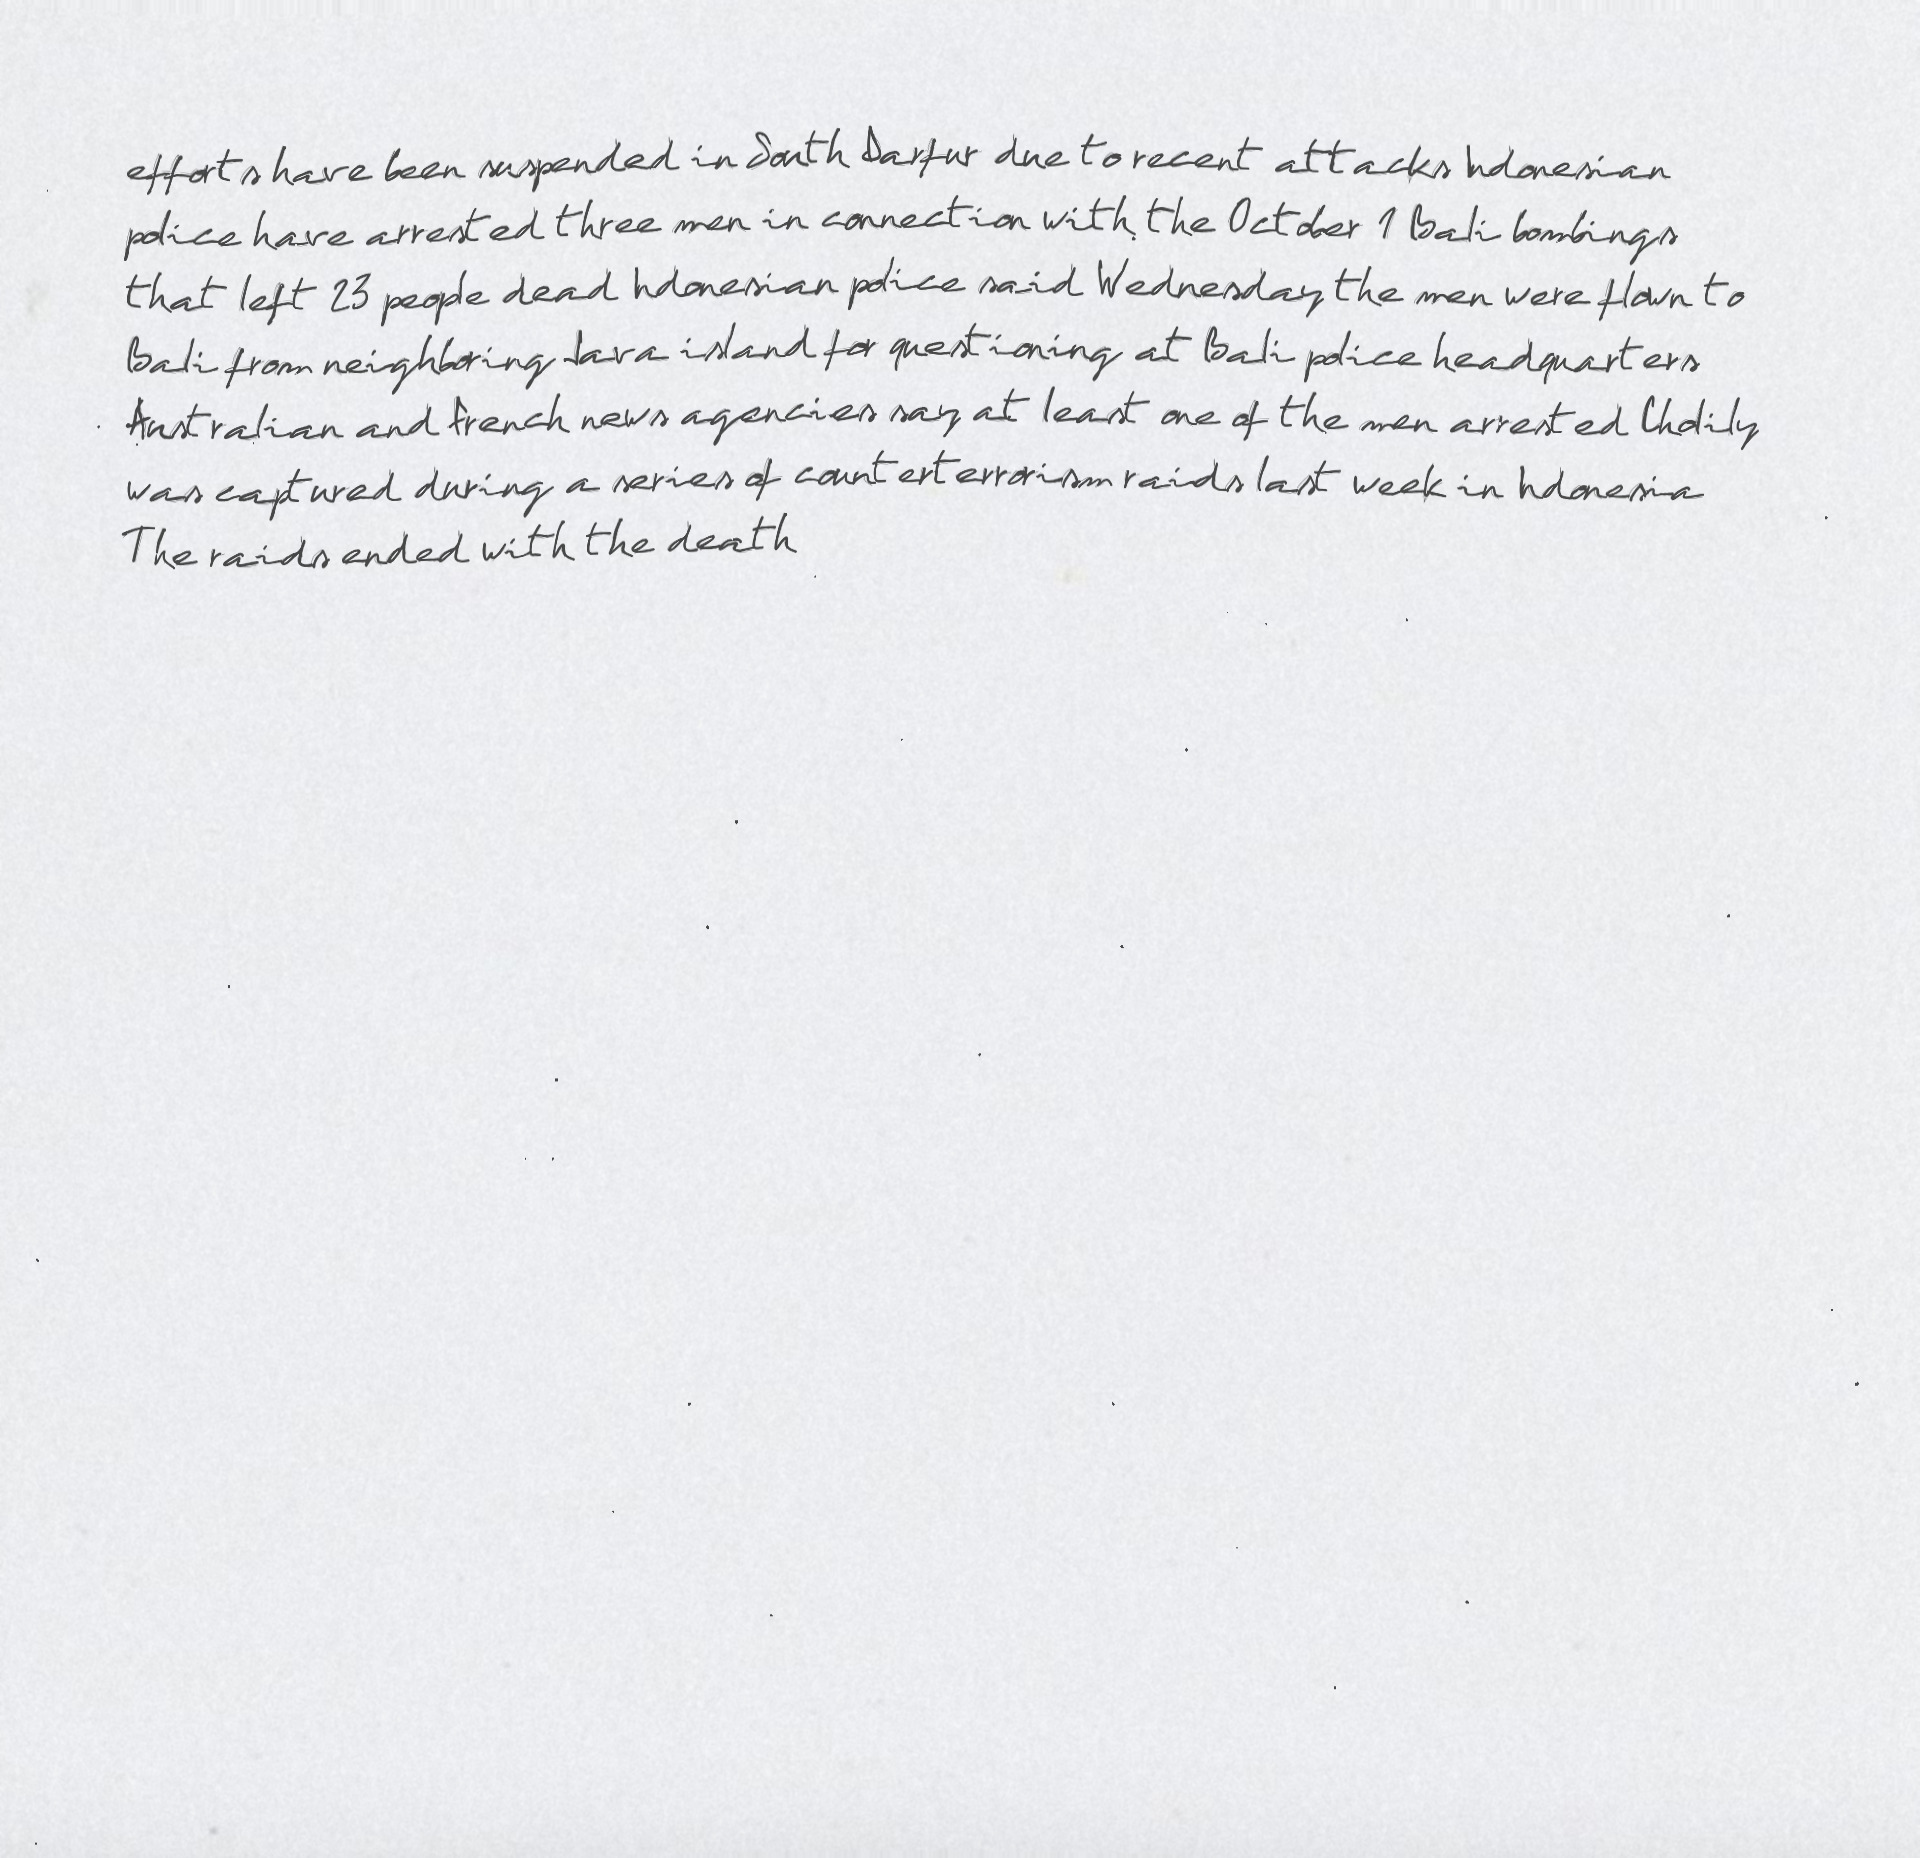 efforts have been suspended in South Darfur due to recent attacks Indonesian
police have arrested three men in connection with the October 1 Bali bombings
that left 23 people dead Indonesian police said Wednesday the men were flown to
Bali from neighboring Java island for questioning at Bali police headquarters
Australian and French news agencies say at least one of the men arrested Cholily
was captured during a series of counterterrorism raids last week in Indonesia
The raids ended with the death